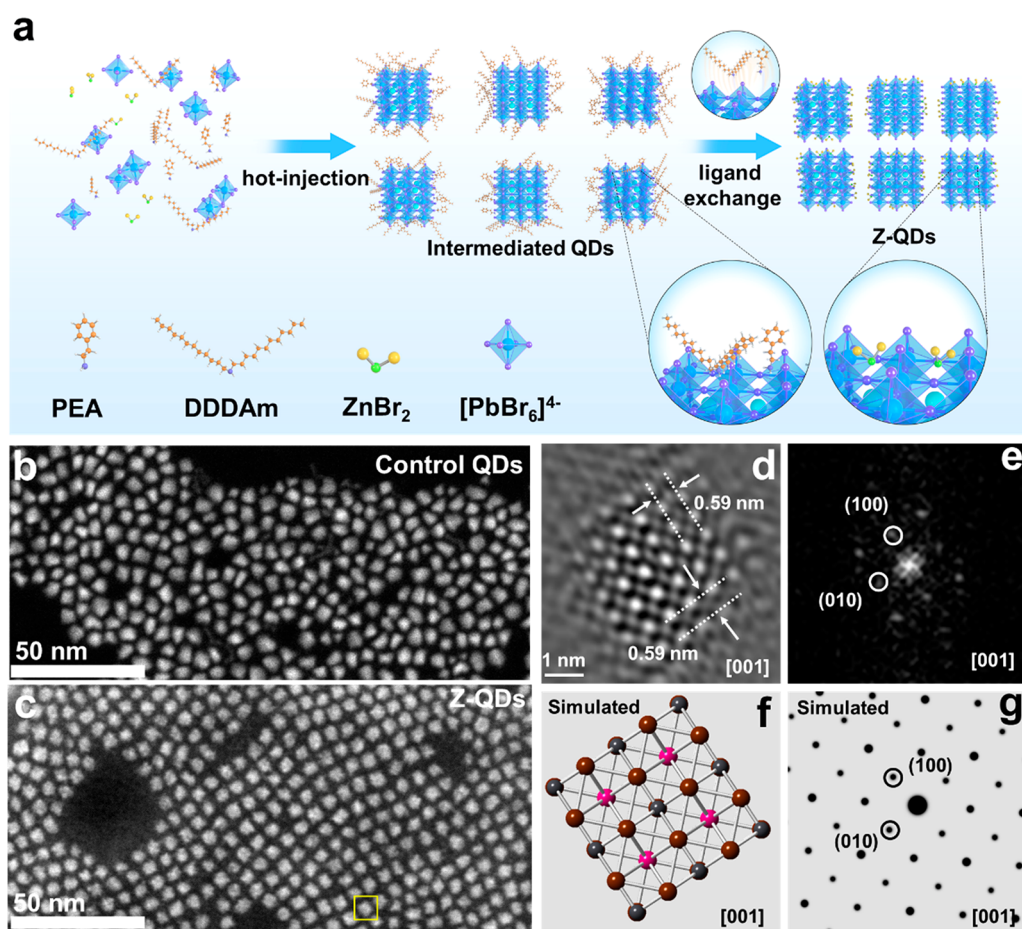 a
hot-injection
ligand
exchange
Intermediated QDs
Z-QDs
PEA
DDDAm
ZnBr₂
[PbBr₆]⁴⁻
b
Control QDs
50 nm
c
Z-QDs
50 nm
d
0.59 nm
0.59 nm
1 nm
[001]
e
(100)
(010)
[001]
Simulated
f
[001]
Simulated
g
(100)
(010)
[001]